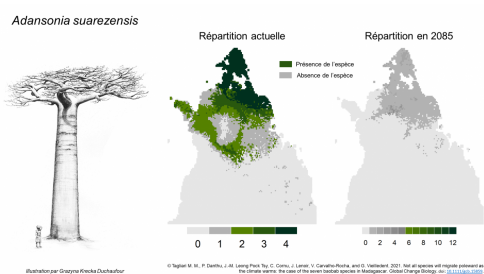 Adansonia suarezensis
Répartition actuelle
Répartition en 2085
Présence de l'espèce
Absence de l'espèce
0 1 2 3 4
0 2 4 6 8 10 12
Illustration par Grazyna Krecka Duchaufour
© Tagliari M. M., P. Danthu, J.-M. Leong Pock Tsy, C. Cornu, J. Lenoir, V. Carvalho-Rocha, and G. Vieilledent. 2021. Not all species will migrate poleward as
the climate warms: the case of the seven baobab species in Madagascar. Global Change Biology. doi: